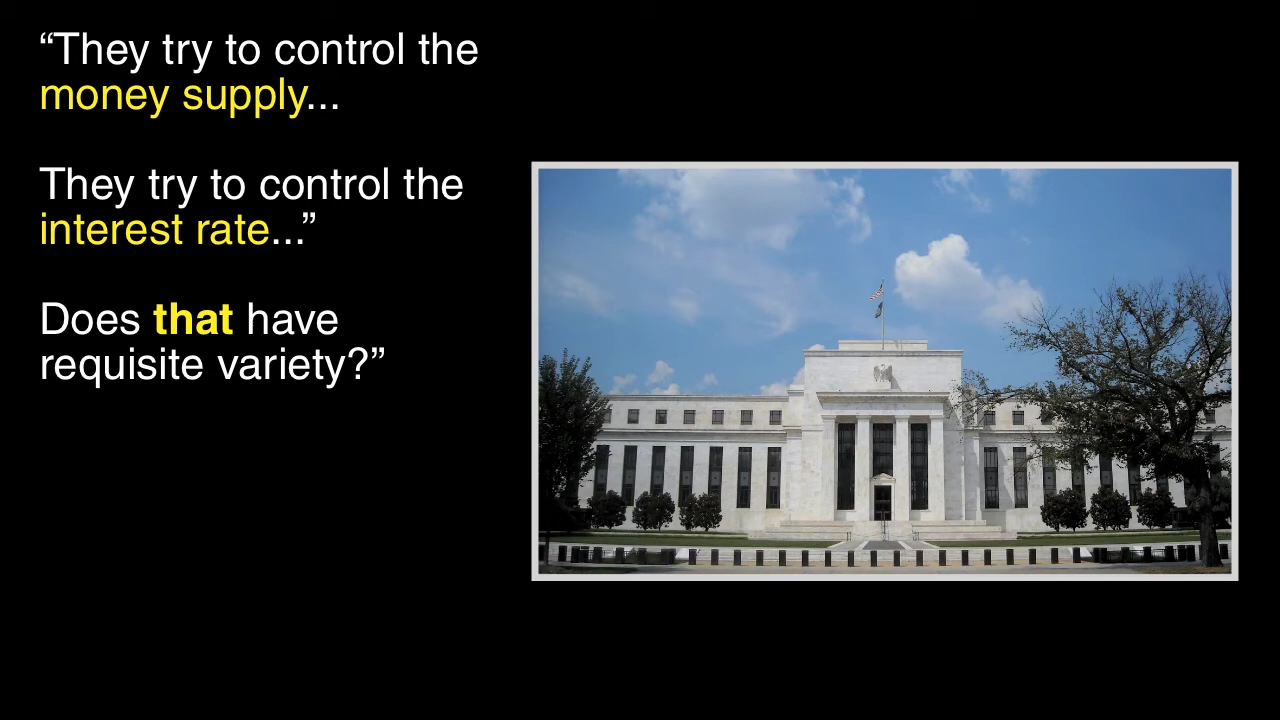 “They try to control the
money supply...
They try to control the
interest rate...”
Does that have
requisite variety?”